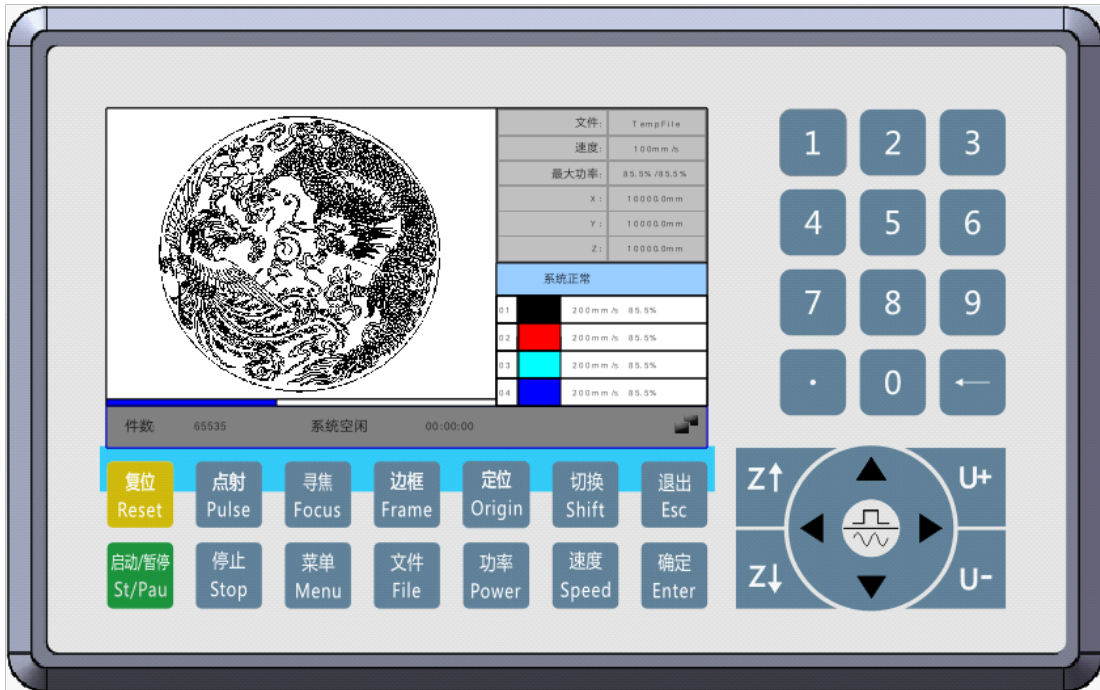 文件: TempFile
速度: 100mm/s
最大功率: 85.5%/85.5%
X: 10000.0mm
Y: 10000.0mm
Z: 10000.0mm
系统正常
01 200mm/s 85.5%
02 200mm/s 85.5%
03 200mm/s 85.5%
04 200mm/s 85.5%
件数: 65535 系统空闲 00:00:00
1 2 3
4 5 6
7 8 9
. 0 ←
复位 点射 寻焦 边框 定位 切换 退出
Reset Pulse Focus Frame Origin Shift Esc
启动/暂停 停止 菜单 文件 功率 速度 确定
St/Pau Stop Menu File Power Speed Enter
Z↑ U+
Z↓ U-